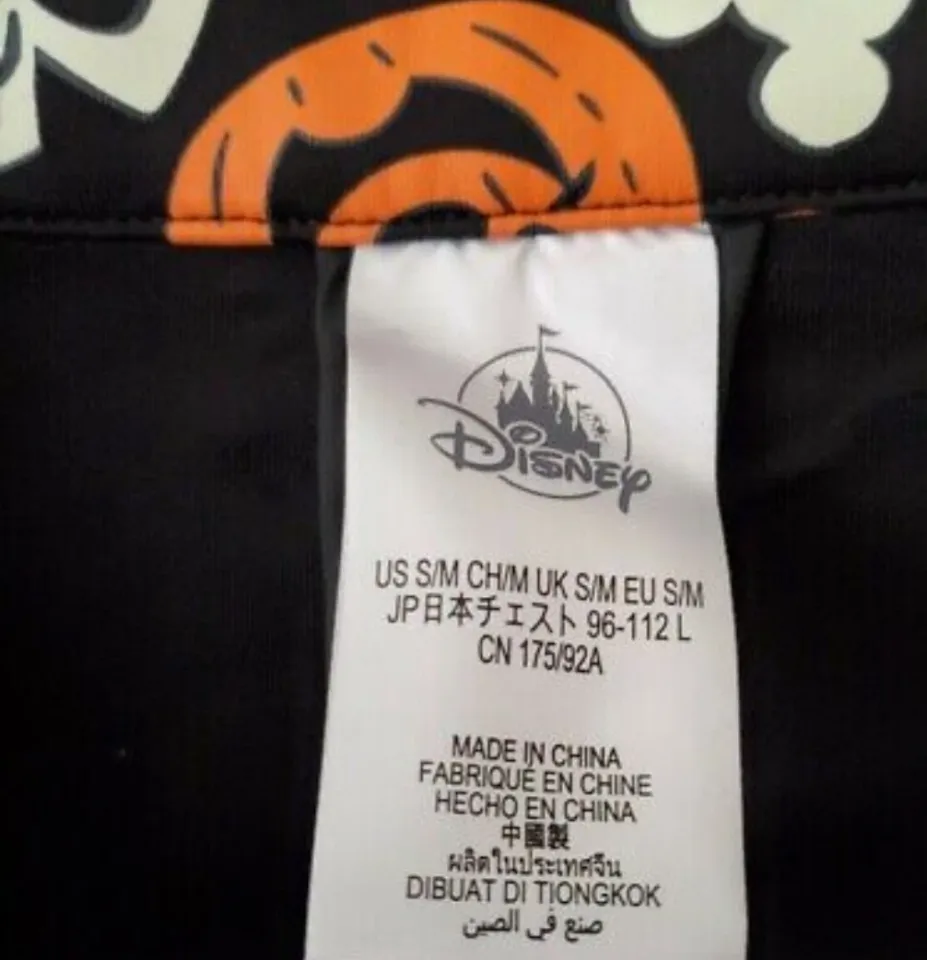 Disney
US S/M CH/M UK S/M EU S/M
JP日本チェスト 96-112 L
CN 175/92A
MADE IN CHINA
FABRIQUÉ EN CHINE
HECHO EN CHINA
中國製
ผลิตในประเทศจีน
DIBUAT DI TIONGKOK
صنع في الصين